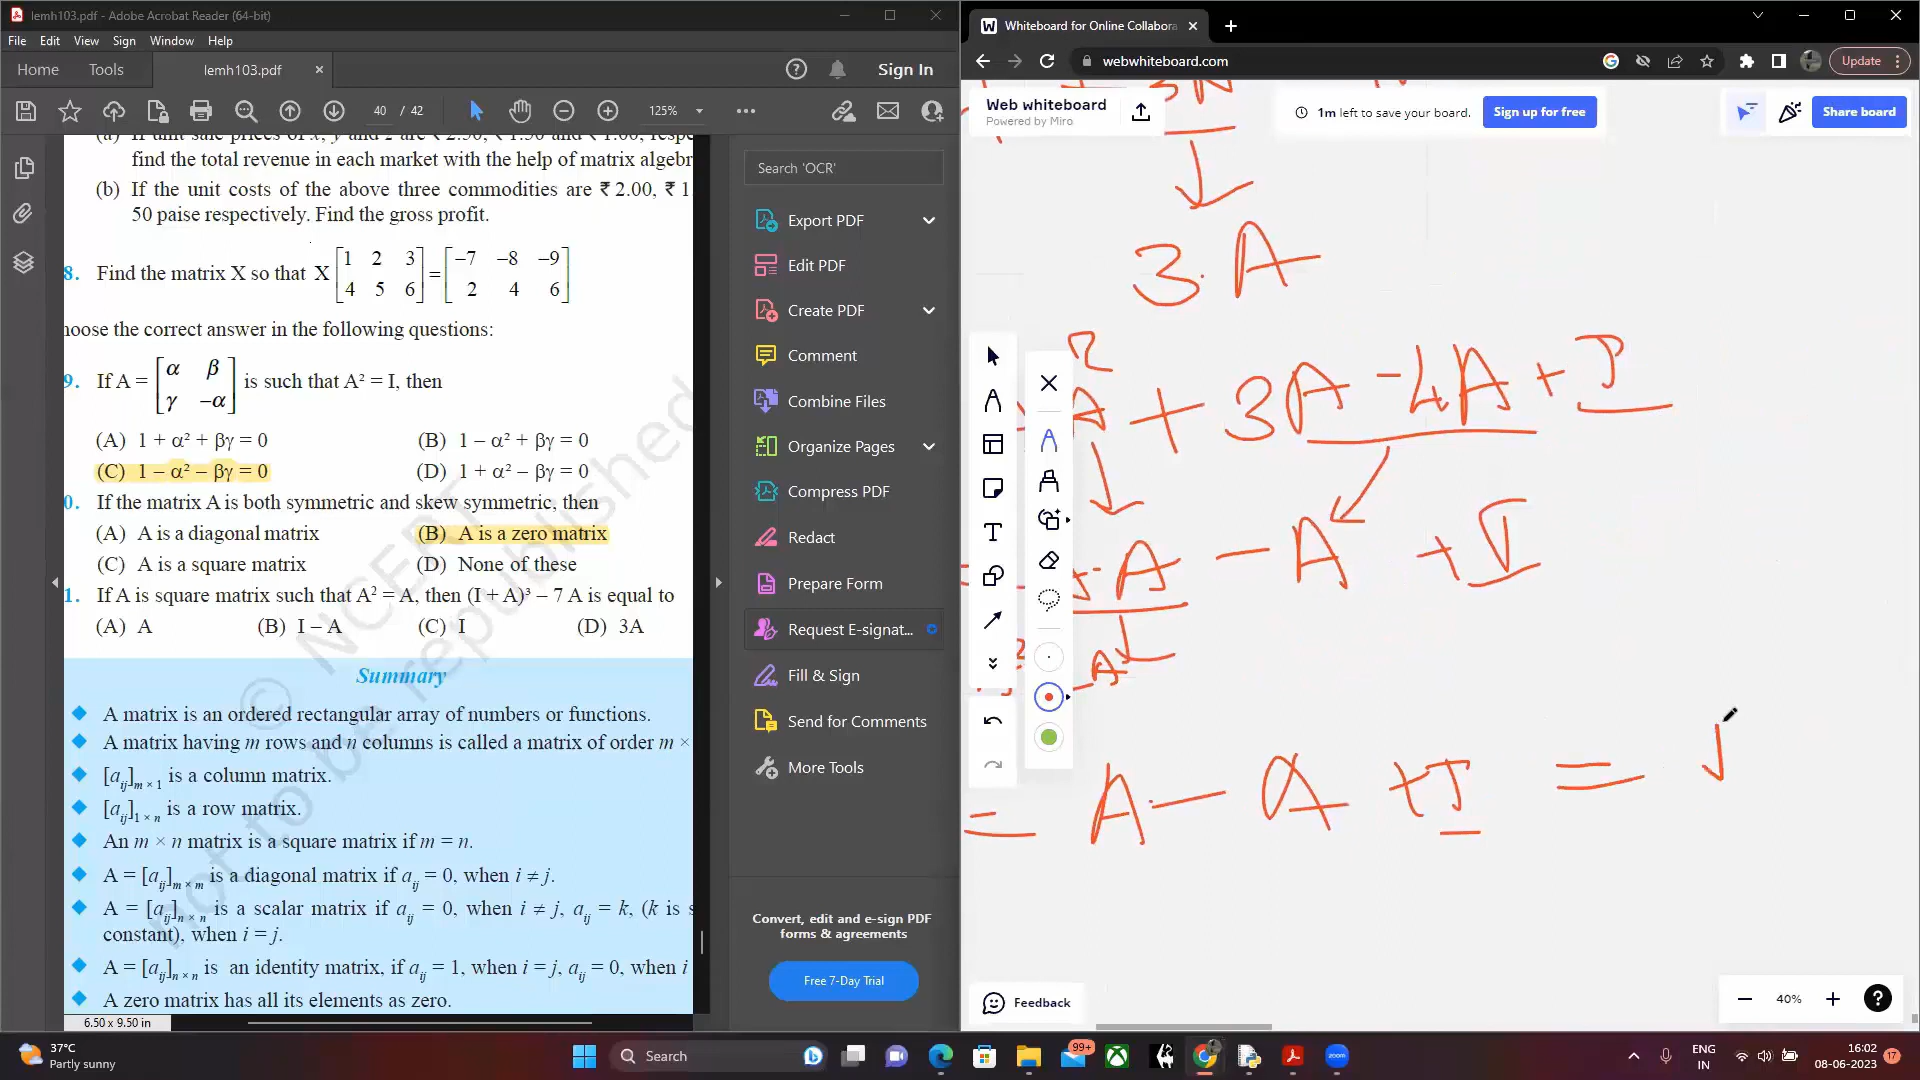 lemh103.pdf - Adobe Acrobat Reader (64-bit)
File Edit View Sign Window Help
Home Tools lemh103.pdf × Sign In
40 / 42 125%
find the total revenue in each market with the help of matrix algebr
(b) If the unit costs of the above three commodities are ₹ 2.00, ₹ 1
50 paise respectively. Find the gross profit.
8. Find the matrix X so that X [1 2 3 = [−7 −8 −9
4 5 6] 2 4 6]
hoose the correct answer in the following questions:
9. If A = [α β
γ −α] is such that A² = I, then
(A) 1 + α² + βγ = 0 (B) 1 – α² + βγ = 0
(C) 1 – α² – βγ = 0 (D) 1 + α² – βγ = 0
0. If the matrix A is both symmetric and skew symmetric, then
(A) A is a diagonal matrix (B) A is a zero matrix
(C) A is a square matrix (D) None of these
1. If A is square matrix such that A² = A, then (I + A)³ – 7 A is equal to
(A) A (B) I – A (C) I (D) 3A
© NCERT
not to be republished
Summary
A matrix is an ordered rectangular array of numbers or functions.
A matrix having m rows and n columns is called a matrix of order m ×
[aij]m × 1 is a column matrix.
[aij]1 × n is a row matrix.
An m × n matrix is a square matrix if m = n.
A = [aij]m × m is a diagonal matrix if aij = 0, when i ≠ j.
A = [aij]n × n is a scalar matrix if aij = 0, when i ≠ j, aij = k, (k is s
constant), when i = j.
A = [aij]n × n is an identity matrix, if aij = 1, when i = j, aij = 0, when i
A zero matrix has all its elements as zero.
6.50 x 9.50 in
Search 'OCR'
Export PDF
Edit PDF
Create PDF
Comment
Combine Files
Organize Pages
Compress PDF
Redact
Prepare Form
Request E-signat...
Fill & Sign
Send for Comments
More Tools
Convert, edit and e-sign PDF
forms & agreements
Free 7-Day Trial
Whiteboard for Online Collabora
webwhiteboard.com Update
Web whiteboard
Powered by Miro
1m left to save your board. Sign up for free Share board
3.A
A² + 3A - 4A + I
A - A + I
A
= A - A + I =
Feedback
40%
37°C
Partly sunny
Search
99+
zoom
ENG
IN
16:02
08-06-2023
17